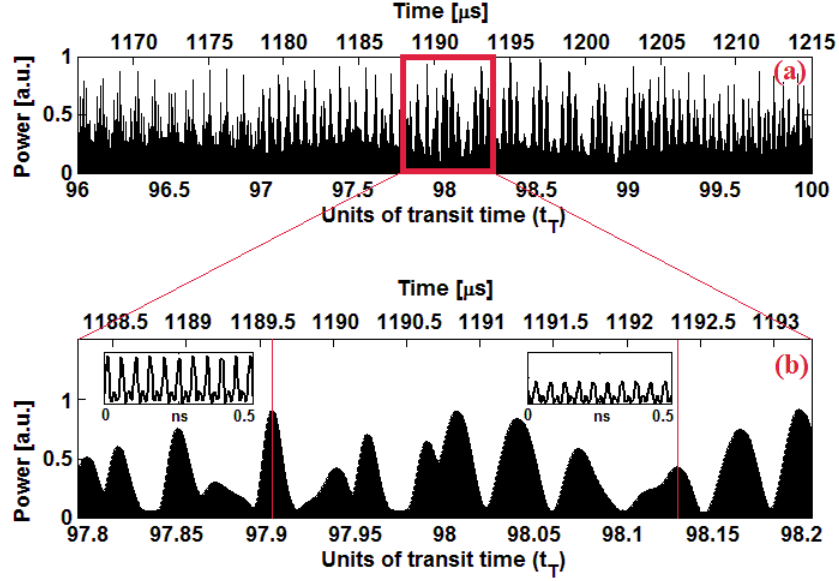 Time [μs]
1170 1175 1179 1184 1188 1190 1195 1200 1206 1210 1215
Power [a.u.]
1
0.5
0
(a)
96 96.5 97 97.5 98 98.5 99 99.5 100
Units of transit time (tT)
Time [μs]
1188.5 1189 1189.5 1190 1190.5 1191 1191.5 1192 1192.5 1193
(b)
0 ns 0.5
0 ns 0.5
Power [a.u.]
1
0.5
0
97.8 97.85 97.9 97.95 98 98.05 98.1 98.15 98.2
Units of transit time (tT)